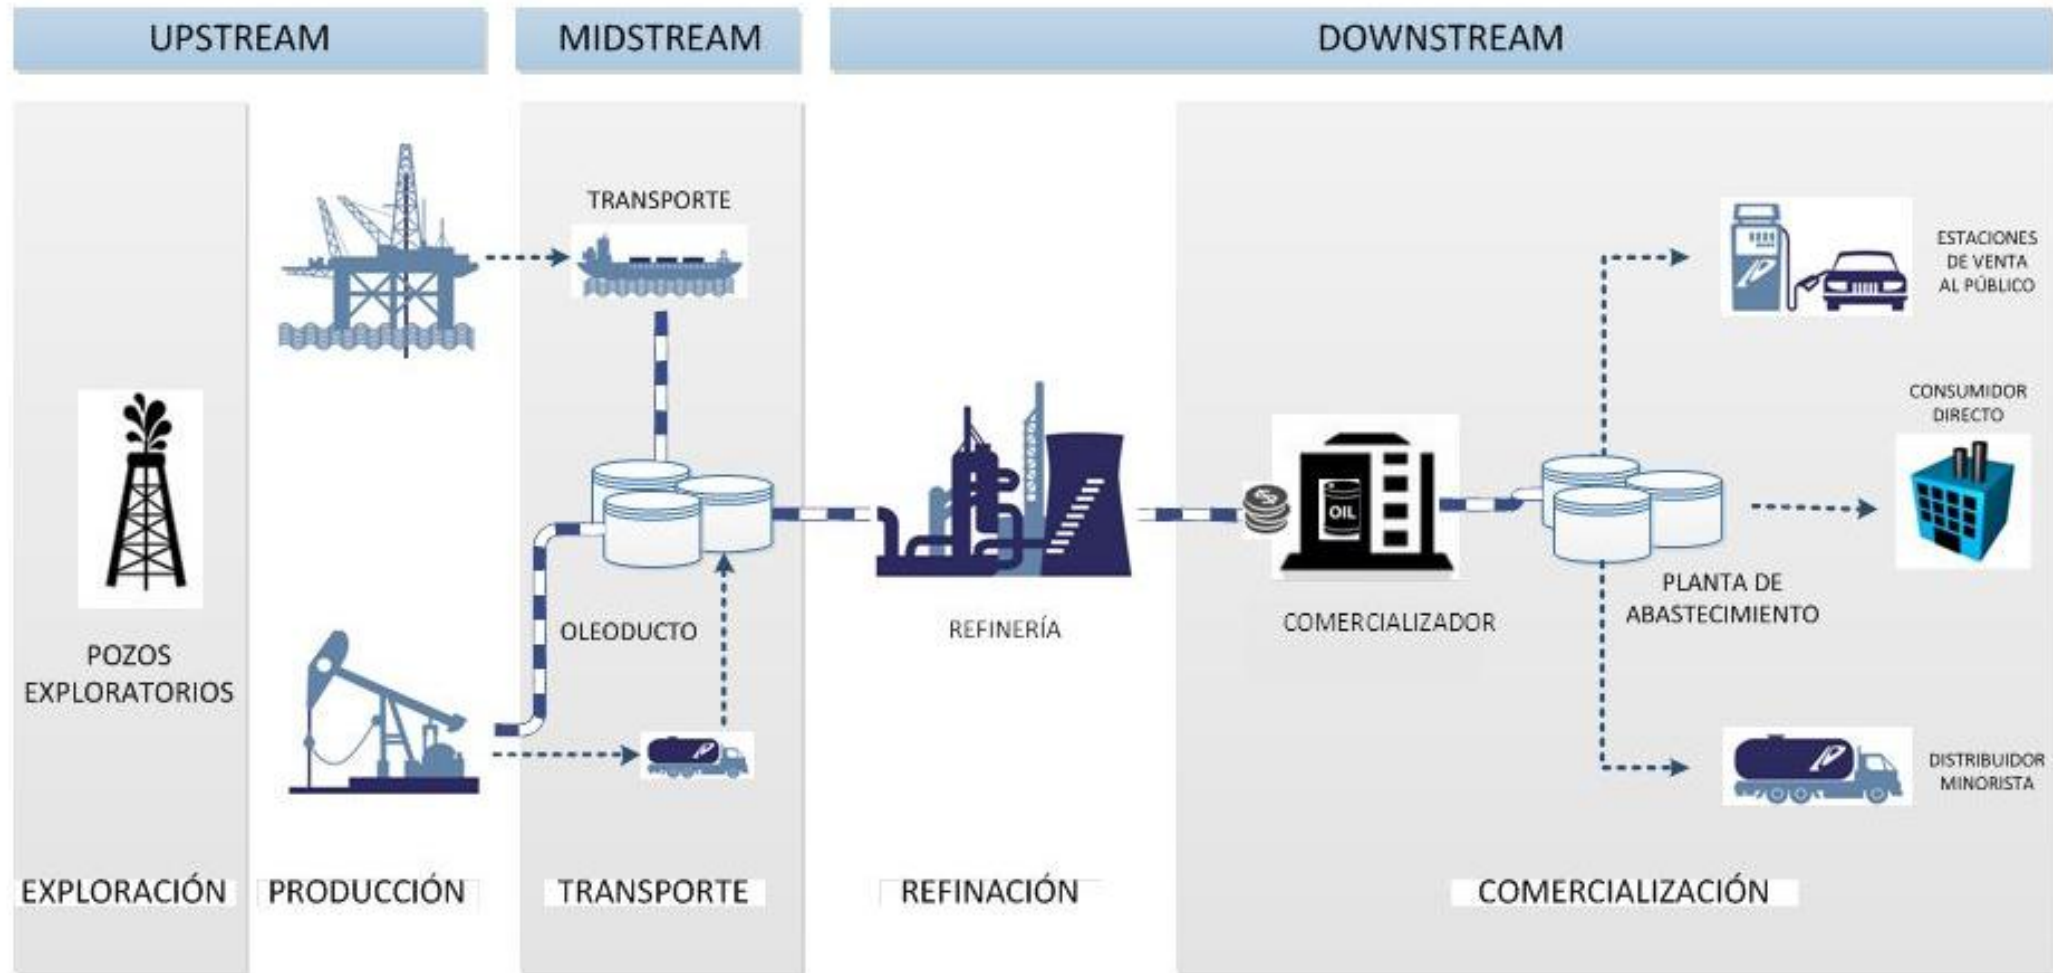 UPSTREAM
MIDSTREAM
DOWNSTREAM
TRANSPORTE
ESTACIONES
DE VENTA
AL PÚBLICO
CONSUMIDOR
DIRECTO
OIL
POZOS
EXPLORATORIOS
OLEODUCTO
REFINERÍA
COMERCIALIZADOR
PLANTA DE
ABASTECIMIENTO
DISTRIBUIDOR
MINORISTA
EXPLORACIÓN
PRODUCCIÓN
TRANSPORTE
REFINACIÓN
COMERCIALIZACIÓN